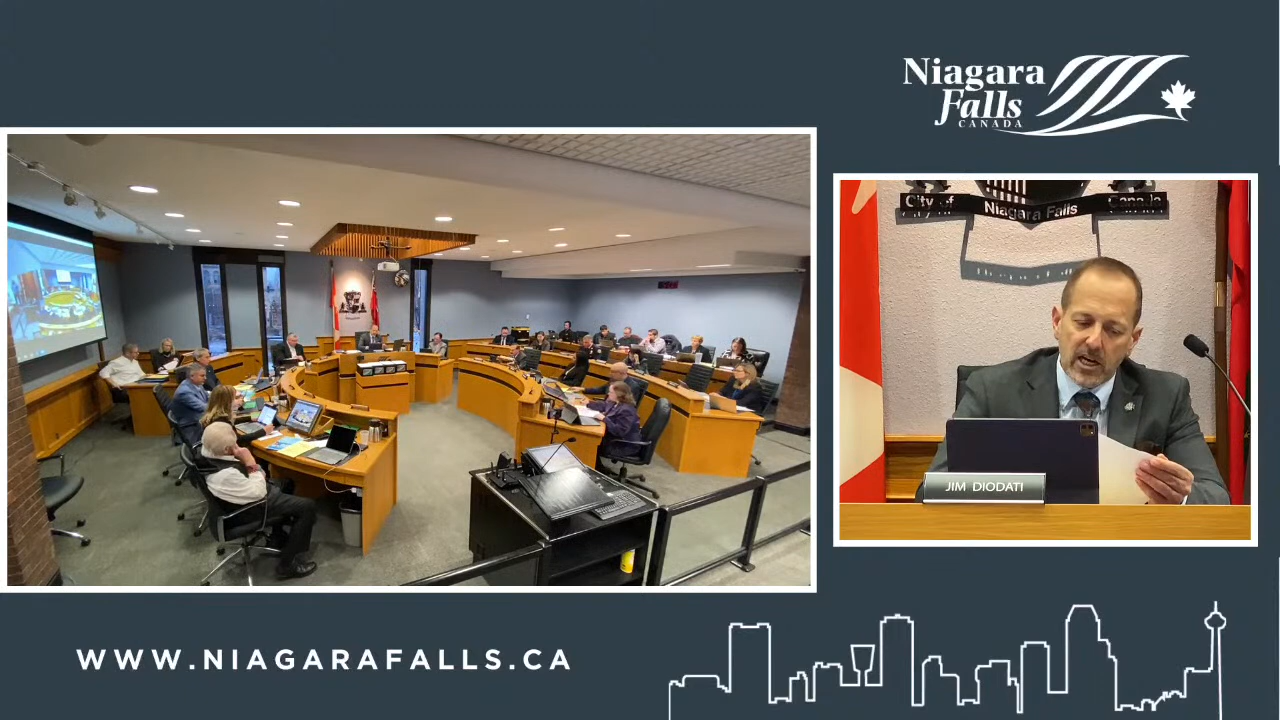 Niagara
Falls
CANADA
City of
Niagara Falls
Canada
JIM DIODATI
WWW.NIAGARAFALLS.CA